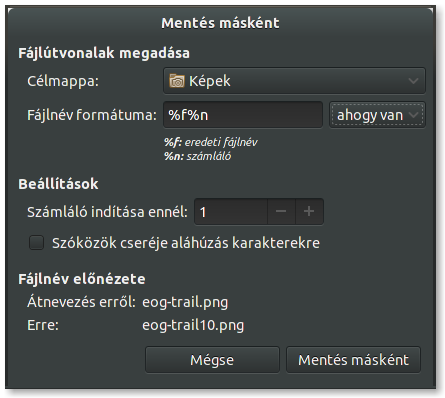 Mentés másként
Fájlútvonalak megadása
Célmappa: Képek
Fájlnév formátuma: %f%n ahogy van
%f: eredeti fájlnév
%n: számláló
Beállítások
Számláló indítása ennél: 1 − +
Szóközök cseréje aláhúzás karakterekre
Fájlnév előnézete
Átnevezés erről: eog-trail.png
Erre: eog-trail10.png
Mégse Mentés másként